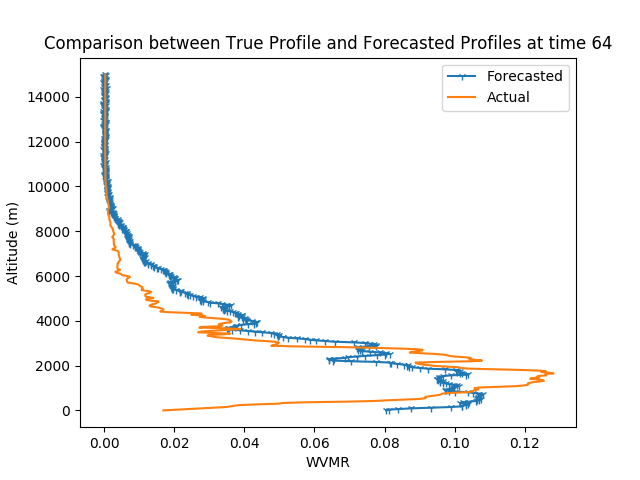 Comparison between True Profile and Forecasted Profiles at time 64
Forecasted
Actual
14000
12000
10000
8000
6000
4000
2000
0
Altitude (m)
0.00 0.02 0.04 0.06 0.08 0.10 0.12
WVMR